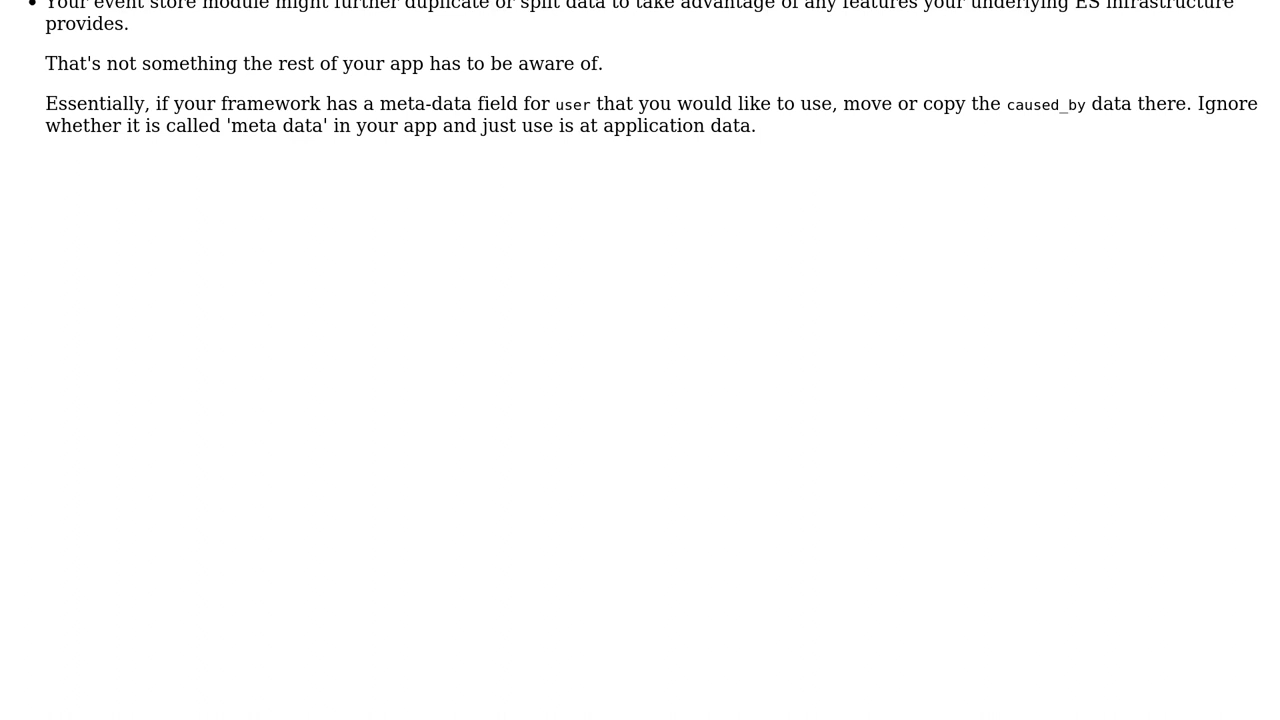 • Your event store module might further duplicate or split data to take advantage of any features your underlying ES infrastructure
provides.
That's not something the rest of your app has to be aware of.
Essentially, if your framework has a meta-data field for user that you would like to use, move or copy the caused_by data there. Ignore
whether it is called 'meta data' in your app and just use is at application data.